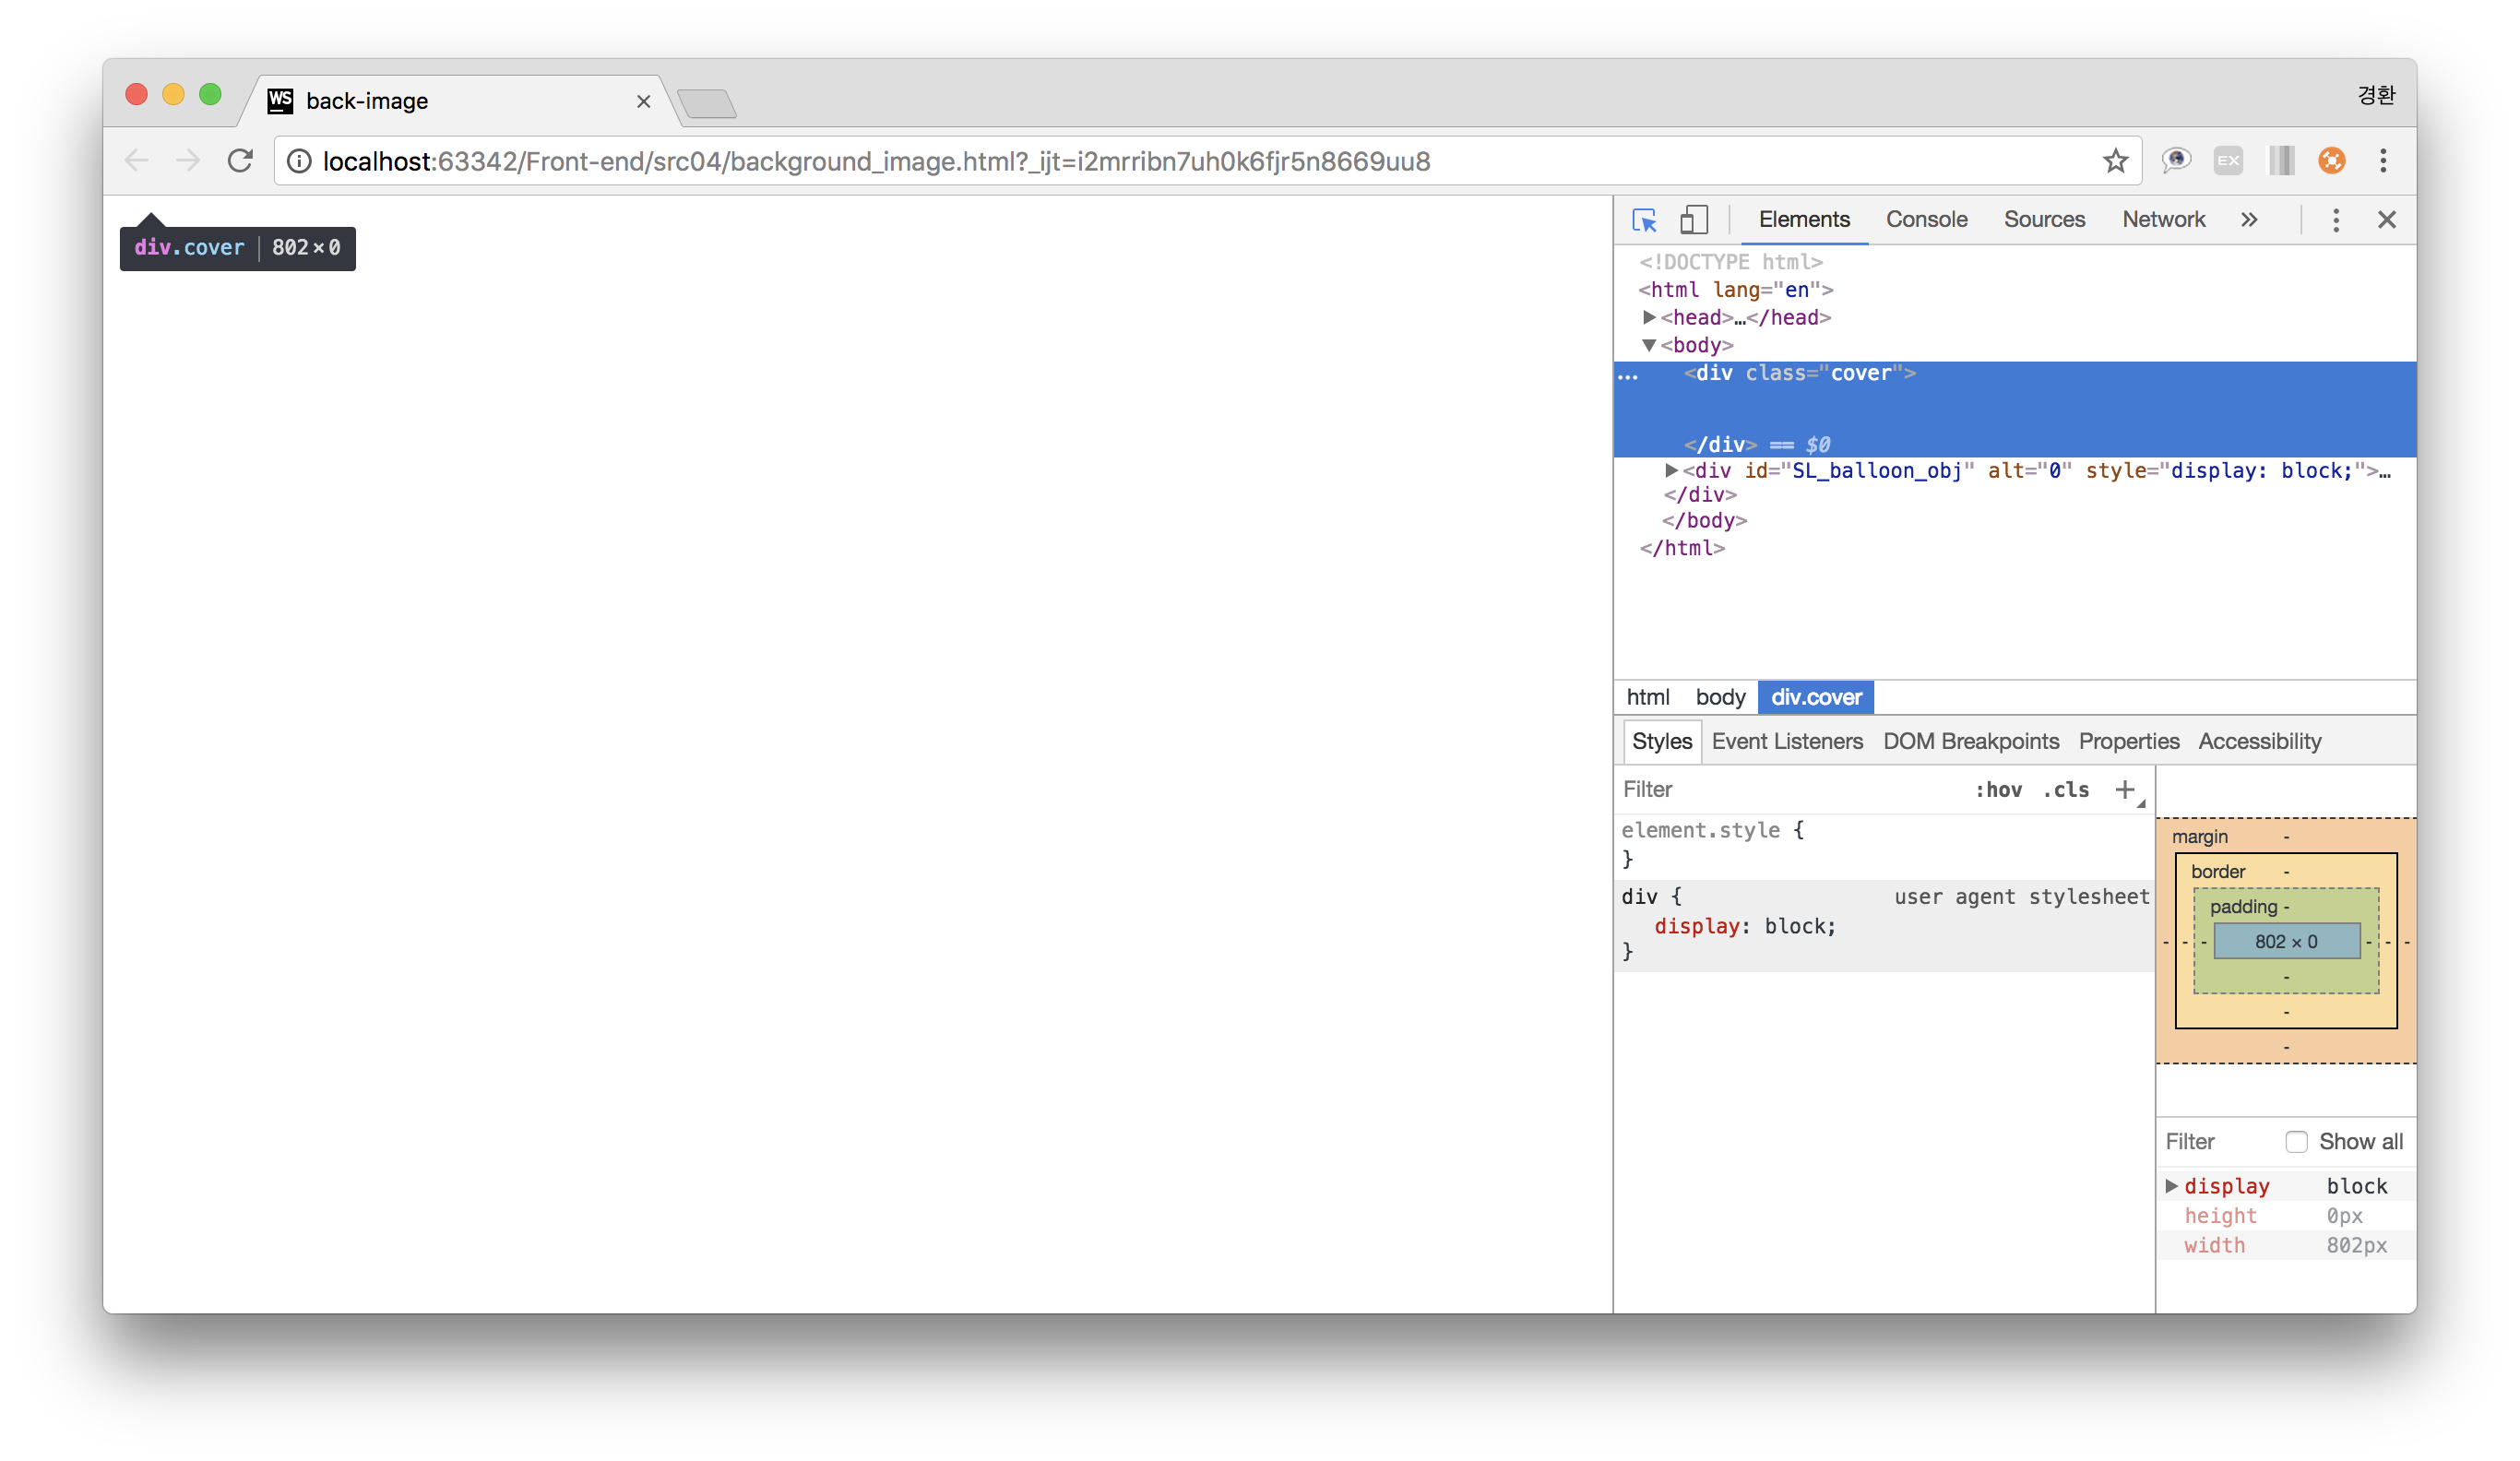 WS back-image
경환
localhost:63342/Front-end/src04/background_image.html?_ijt=i2mrribn7uh0k6fjr5n8669uu8
EX
div.cover | 802×0
Elements Console Sources Network »
<!DOCTYPE html>
<html lang="en">
▶<head>…</head>
▼<body>
... <div class="cover">
</div> == $0
▶<div id="SL_balloon_obj" alt="0" style="display: block;">…
</div>
</body>
</html>
html body div.cover
Styles Event Listeners DOM Breakpoints Properties Accessibility
Filter :hov .cls +
element.style {
}
div { user agent stylesheet
display: block;
}
margin -
border -
padding -
- - - 802 × 0 - - -
-
-
-
Filter Show all
▶ display block
height 0px
width 802px